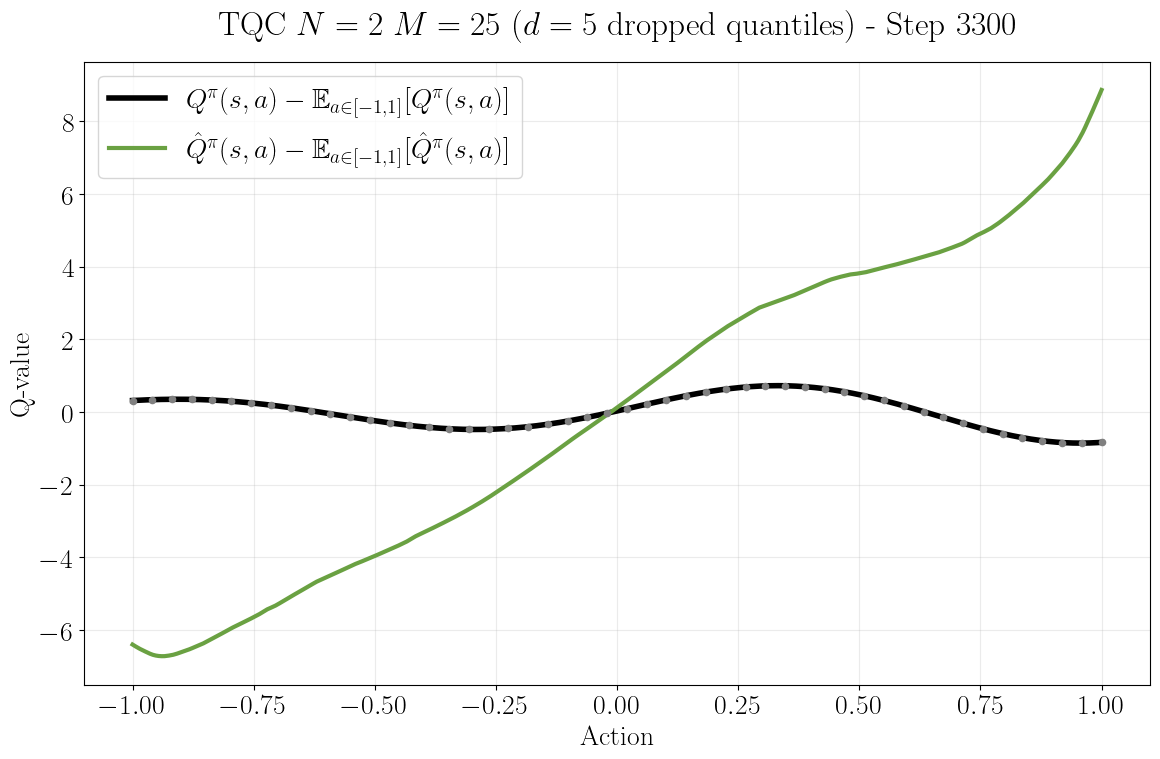 TQC N = 2 M = 25 (d = 5 dropped quantiles) - Step 3300
Q^π(s, a) − 𝔼_{a∈[−1,1]}[Q^π(s, a)]
Q̂^π(s, a) − 𝔼_{a∈[−1,1]}[Q̂^π(s, a)]
8
6
4
2
0
−2
−4
−6
Q-value
−1.00 −0.75 −0.50 −0.25 0.00 0.25 0.50 0.75 1.00
Action